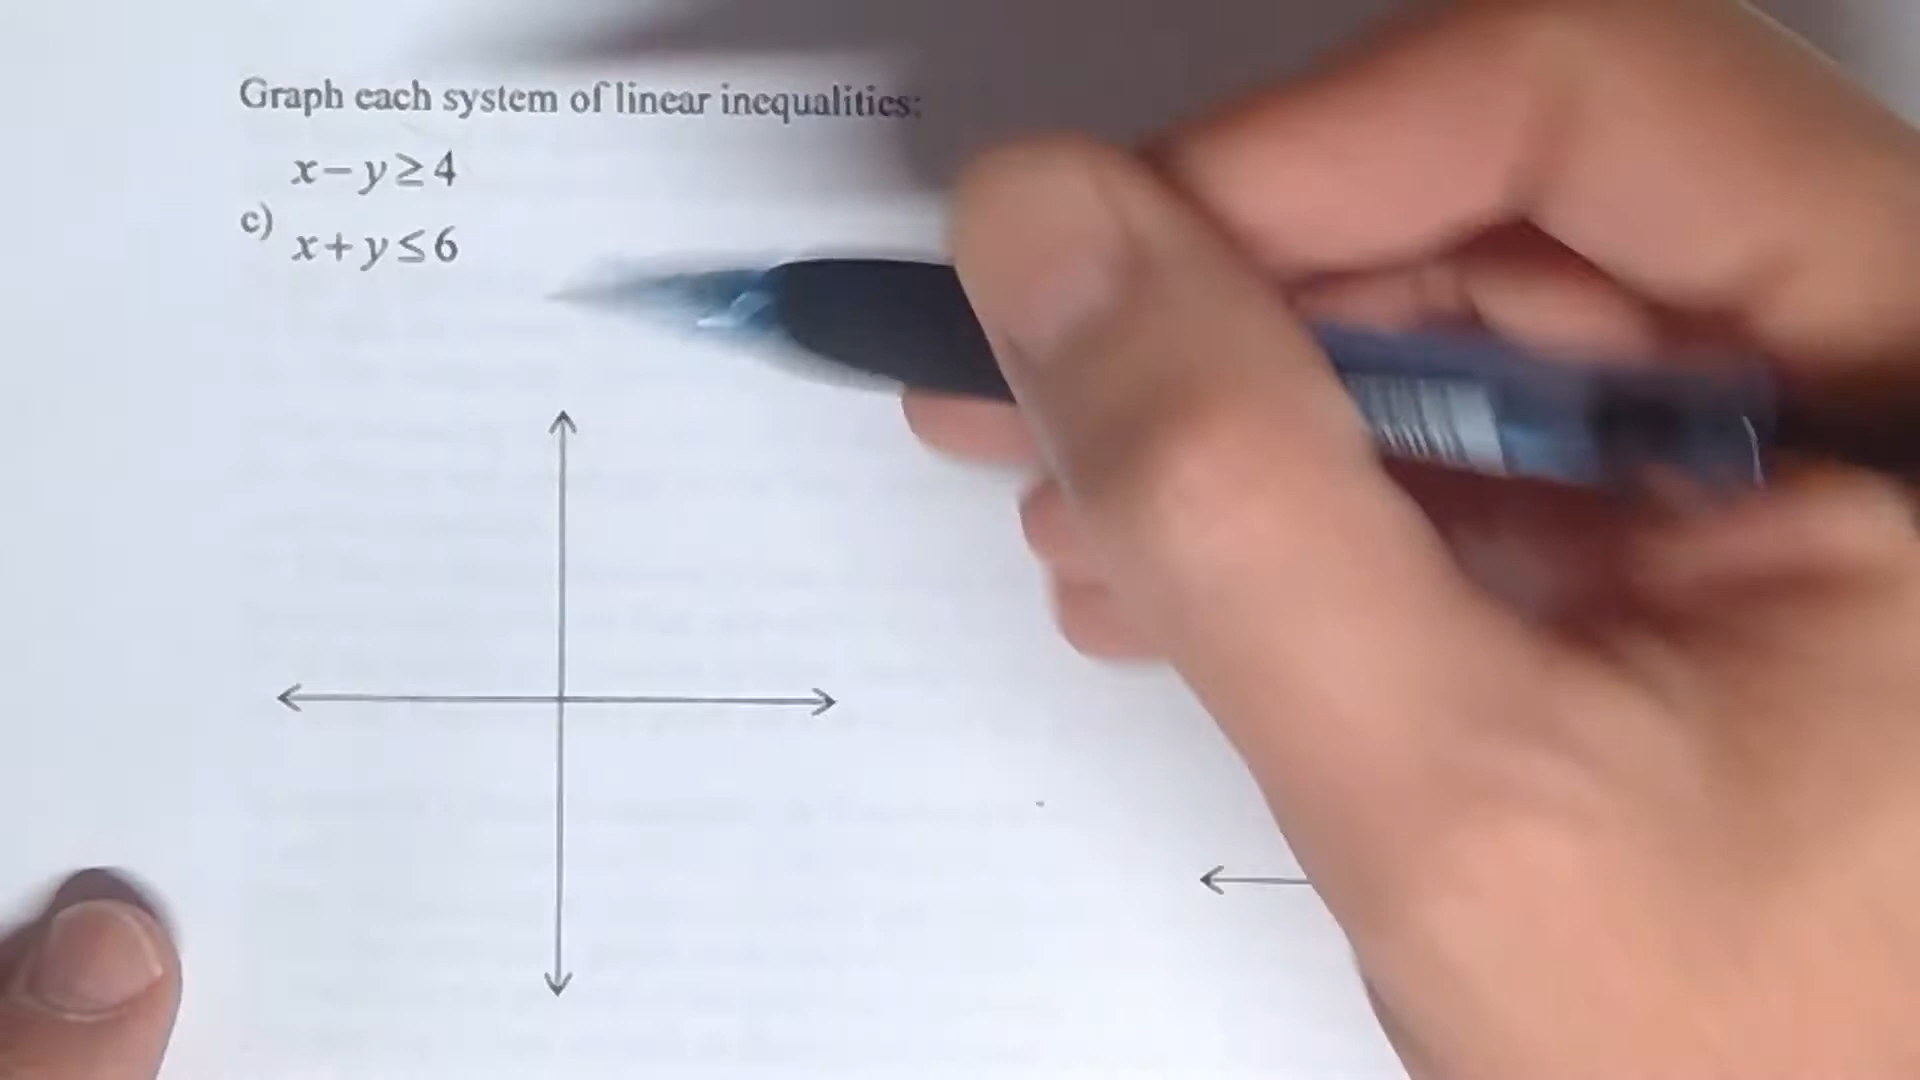 Graph each system of linear inequalities:
x−y≥4
c)
x+y≤6